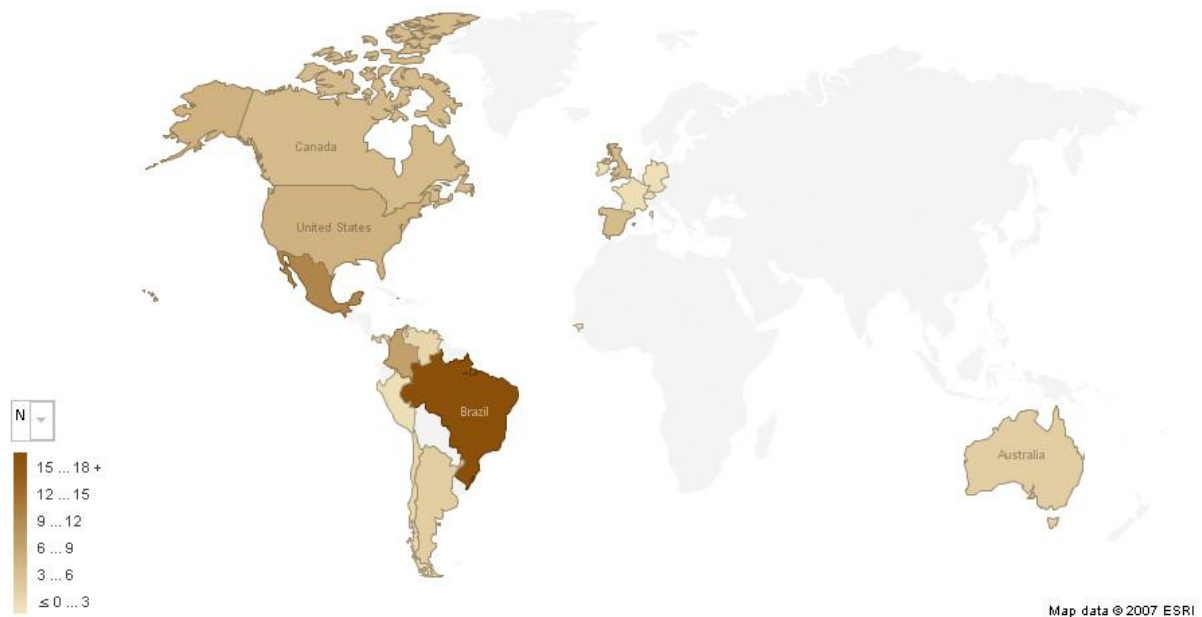 Canada
United States
Brazil
Australia
N
15 ... 18 +
12 ... 15
9 ... 12
6 ... 9
3 ... 6
≤ 0 ... 3
Map data © 2007 ESRI